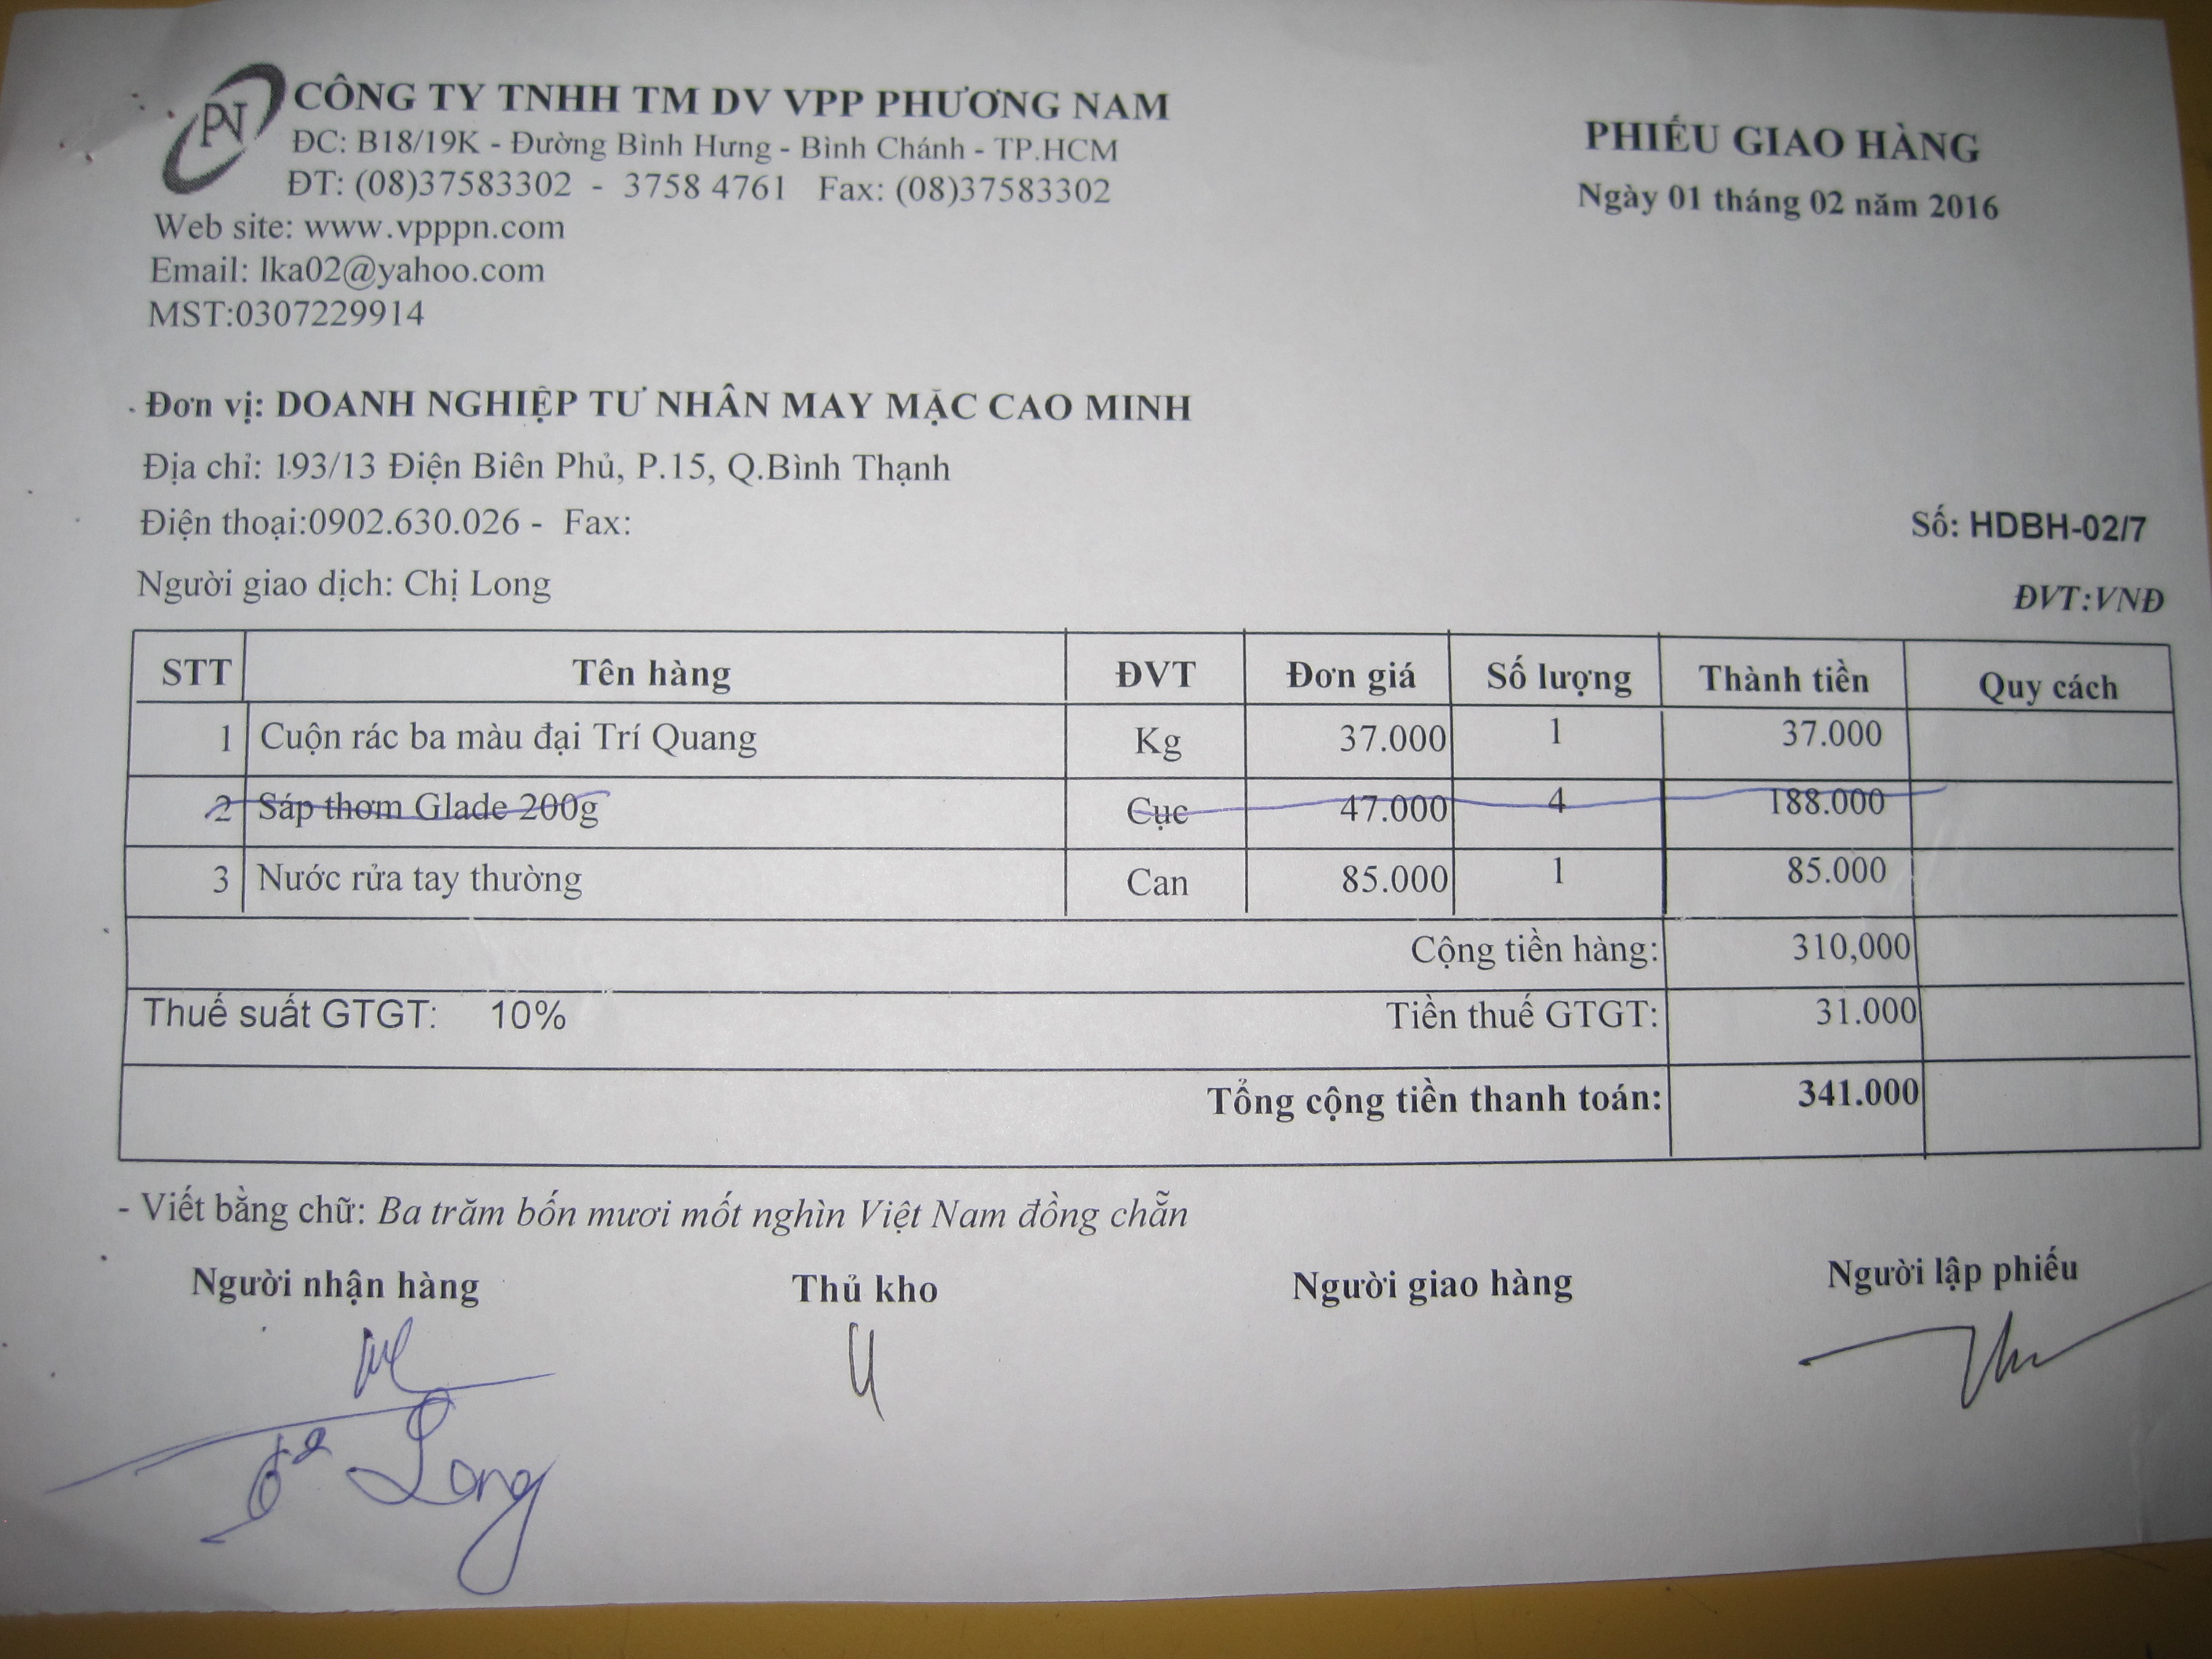 PN
CÔNG TY TNHH TM DV VPP PHƯƠNG NAM
ĐC: B18/19K - Đường Bình Hưng - Bình Chánh - TP.HCM
ĐT: (08)37583302 - 3758 4761 Fax: (08)37583302
Web site: www.vpppn.com
Email: lka02@yahoo.com
MST:0307229914
PHIẾU GIAO HÀNG
Ngày 01 tháng 02 năm 2016
Đơn vị: DOANH NGHIỆP TƯ NHÂN MAY MẶC CAO MINH
Địa chỉ: 193/13 Điện Biên Phủ, P.15, Q.Bình Thạnh
Điện thoại:0902.630.026 - Fax:
Số: HDBH-02/7
Người giao dịch: Chị Long
ĐVT:VNĐ
STT Tên hàng ĐVT Đơn giá Số lượng Thành tiền Quy cách
1 Cuộn rác ba màu đại Trí Quang Kg 37.000 1 37.000
2 Sáp thơm Glade 200g Cục 47.000 4 188.000
3 Nước rửa tay thường Can 85.000 1 85.000
Cộng tiền hàng: 310,000
Thuế suất GTGT: 10% Tiền thuế GTGT: 31.000
Tổng cộng tiền thanh toán: 341.000
- Viết bằng chữ: Ba trăm bốn mươi mốt nghìn Việt Nam đồng chẵn
Người nhận hàng Thủ kho Người giao hàng Người lập phiếu
Long